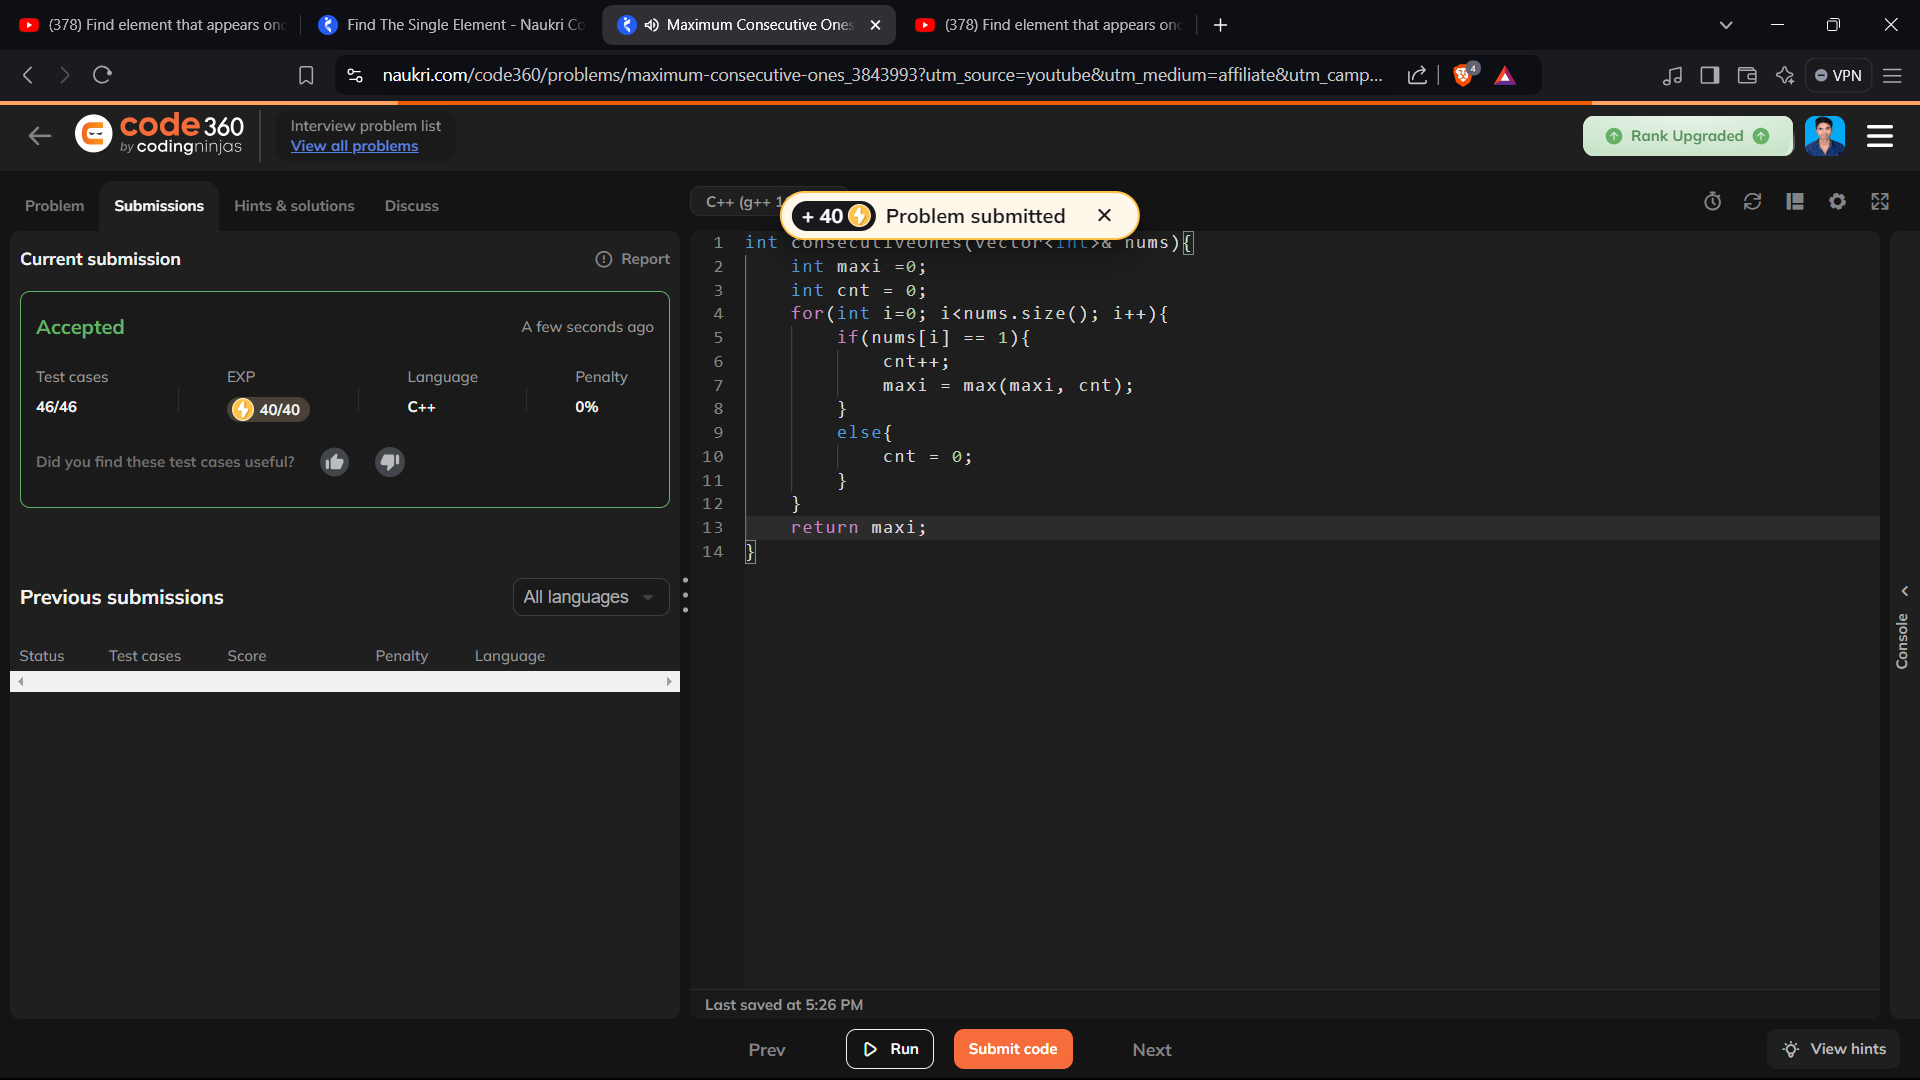 (378) Find element that appears onc
Find The Single Element - Naukri Co
Maximum Consecutive Ones
(378) Find element that appears onc
naukri.com/code360/problems/maximum-consecutive-ones_3843993?utm_source=youtube&utm_medium=affiliate&utm_camp...
4
VPN
code 360
by codingninjas
Interview problem list
View all problems
Rank Upgraded
Problem
Submissions
Hints & solutions
Discuss
C++ (g++ 1
+ 40
Problem submitted
Current submission
Report
Accepted
A few seconds ago
Test cases
EXP
Language
Penalty
46/46
40/40
C++
0%
Did you find these test cases useful?
Previous submissions
All languages
Status
Test cases
Score
Penalty
Language
1 int consecutiveOnes(vector<int>& nums){
2 int maxi =0;
3 int cnt = 0;
4 for(int i=0; i<nums.size(); i++){
5 if(nums[i] == 1){
6 cnt++;
7 maxi = max(maxi, cnt);
8 }
9 else{
10 cnt = 0;
11 }
12 }
13 return maxi;
14 }
Console
Last saved at 5:26 PM
Prev
Run
Submit code
Next
View hints